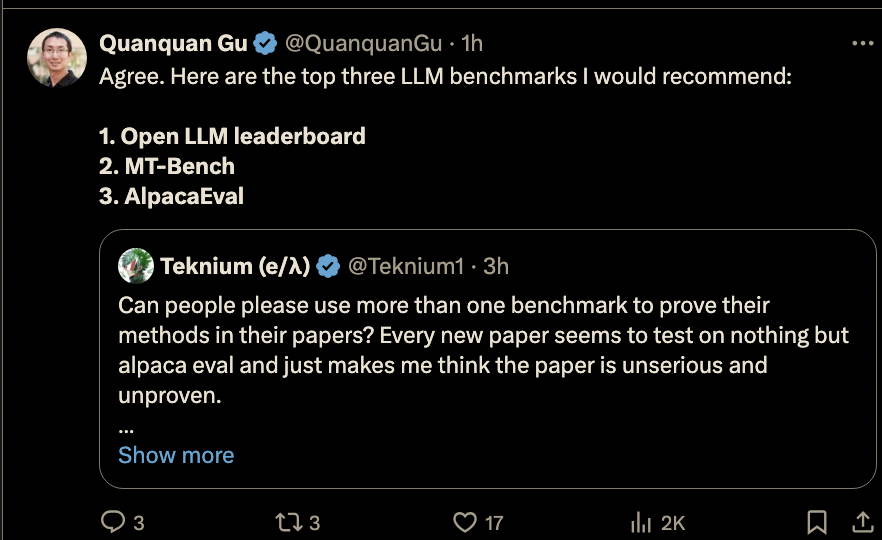 Quanquan Gu @QuanquanGu · 1h
Agree. Here are the top three LLM benchmarks I would recommend:
1. Open LLM leaderboard
2. MT-Bench
3. AlpacaEval
Teknium (e/λ) @Teknium1 · 3h
Can people please use more than one benchmark to prove their
methods in their papers? Every new paper seems to test on nothing but
alpaca eval and just makes me think the paper is unserious and
unproven.
...
Show more
3 3 17 2K